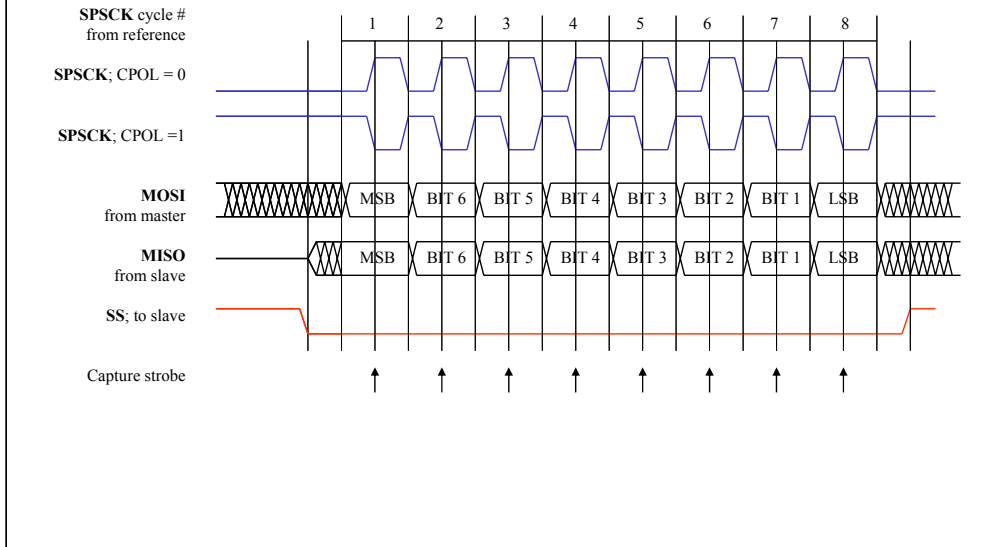 SPSCK cycle #
from reference
1 2 3 4 5 6 7 8
SPSCK; CPOL = 0
SPSCK; CPOL =1
MOSI
from master
MSB BIT 6 BIT 5 BIT 4 BIT 3 BIT 2 BIT 1 LSB
MISO
from slave
MSB BIT 6 BIT 5 BIT 4 BIT 3 BIT 2 BIT 1 LSB
SS; to slave
Capture strobe